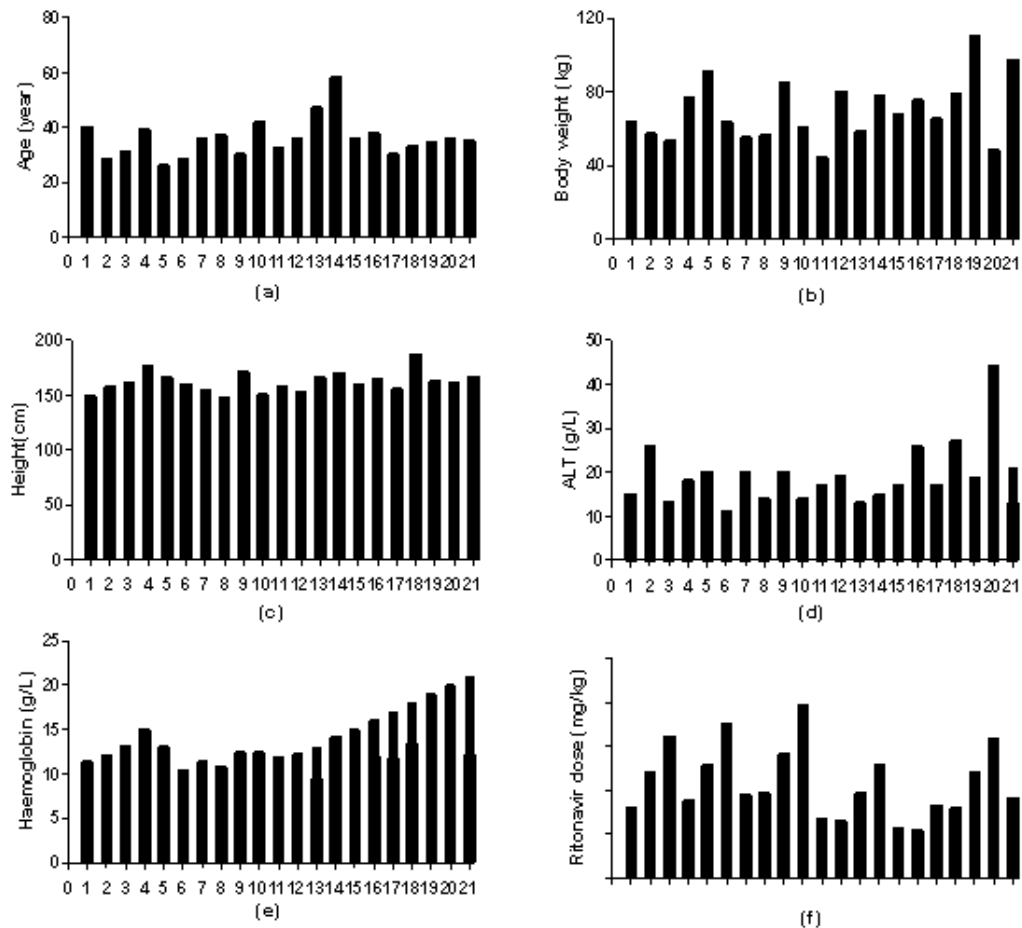 80
60
40
20
0
Age (year)
0 1 2 3 4 5 6 7 8 9 10 11 12 13 14 15 16 17 18 19 20 21
(a)
120
80
40
0
Body weight (kg)
0 1 2 3 4 5 6 7 8 9 10 11 12 13 14 15 16 17 18 19 20 21
(b)
200
150
100
50
0
Height(cm)
0 1 2 3 4 5 6 7 8 9 10 11 12 13 14 15 16 17 18 19 20 21
(c)
50
40
30
20
10
0
ALT (g/L)
0 1 2 3 4 5 6 7 8 9 10 11 12 13 14 15 16 17 18 19 20 21
(d)
25
20
15
10
5
0
Haemoglobin (g/L)
0 1 2 3 4 5 6 7 8 9 10 11 12 13 14 15 16 17 18 19 20 21
(e)
Ritonavir dose (mg/kg)
(f)